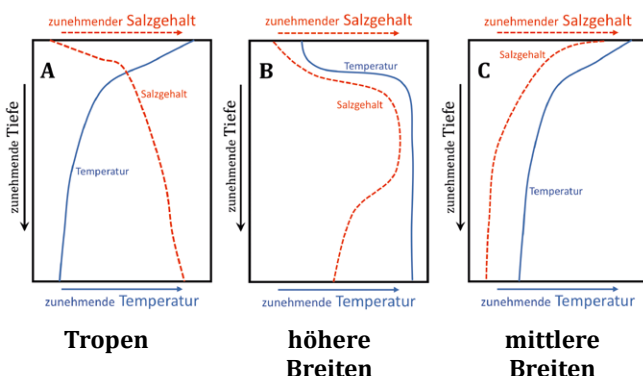 zunehmender Salzgehalt
A
Salzgehalt
Temperatur
zunehmende Tiefe
zunehmende Temperatur
Tropen
zunehmender Salzgehalt
B
Temperatur
Salzgehalt
zunehmende Tiefe
zunehmende Temperatur
höhere
Breiten
zunehmender Salzgehalt
C
Salzgehalt
Temperatur
zunehmende Tiefe
zunehmende Temperatur
mittlere
Breiten